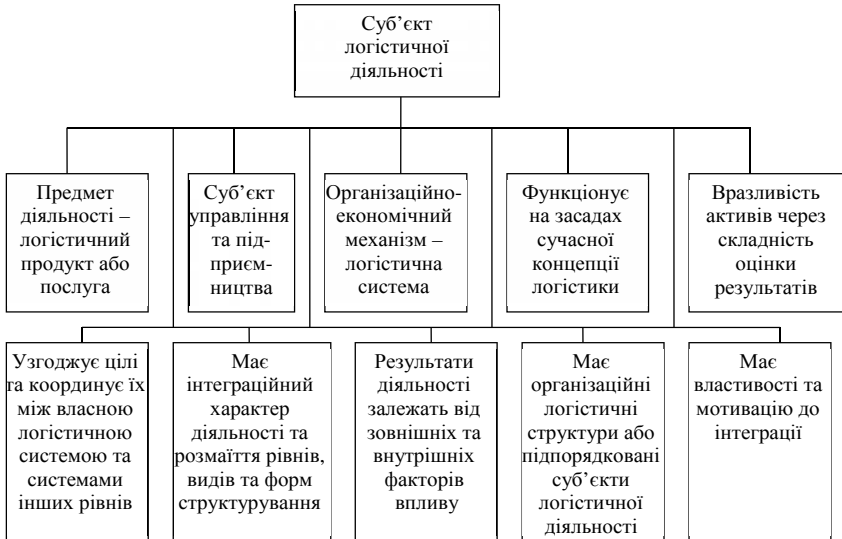 Суб’єкт
логістичної
діяльності
Предмет
діяльності –
логістичний
продукт або
послуга
Суб’єкт
управління
та під-
приєм-
ництва
Організаційно-
економічний
механізм –
логістична
система
Функціонує
на засадах
сучасної
концепції
логістики
Вразливість
активів через
складність
оцінки
результатів
Узгоджує цілі
та координує їх
між власною
логістичною
системою та
системами
інших рівнів
Має
інтеграційний
характер
діяльності та
розмаїття рівнів,
видів та форм
структурування
Результати
діяльності
залежать від
зовнішніх та
внутрішніх
факторів
впливу
Має
організаційні
логістичні
структури або
підпорядковані
суб’єкти
логістичної
діяльності
Має
властивості та
мотивацію до
інтеграції